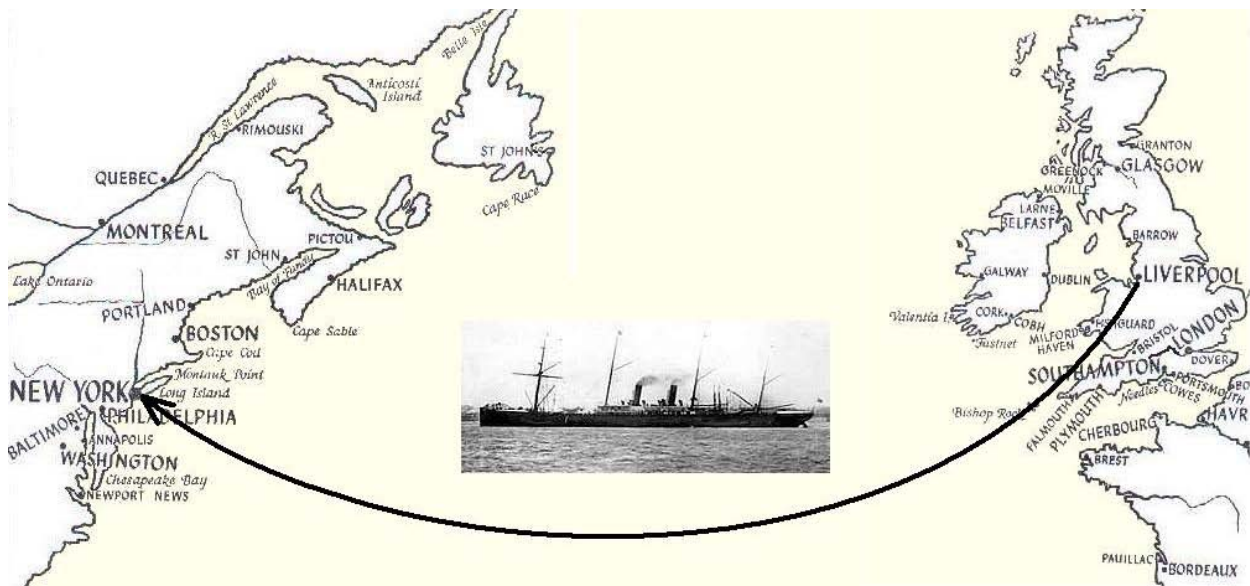 Belle Isle
Anticosti
Island
R. St Lawrence
RIMOUSKI
ST JOHN'S
QUEBEC
Cape Race
MONTREAL
PICTOU
ST JOHN
Bay of Fundy
Lake Ontario
HALIFAX
PORTLAND
Cape Sable
BOSTON
Cape Cod
Montauk Point
NEW YORK
Long Island
PHILADELPHIA
BALTIMORE
ANNAPOLIS
WASHINGTON
Chesapeake Bay
NEWPORT NEWS
GRANTON
GLASGOW
GREENOCK
MOVILLE
LARNE
BELFAST
BARROW
GALWAY
DUBLIN
LIVERPOOL
Valentia I.
CORK
COBH
Fastnet
MILFORD
HAVEN
FISHGUARD
BRISTOL
LONDON
DOVER
SOUTHAMPTON
PORTSMOUTH
Needles
COWES
Bishop Rock
FALMOUTH
PLYMOUTH
CHERBOURG
HAVR
BREST
PAUILLAC
BORDEAUX